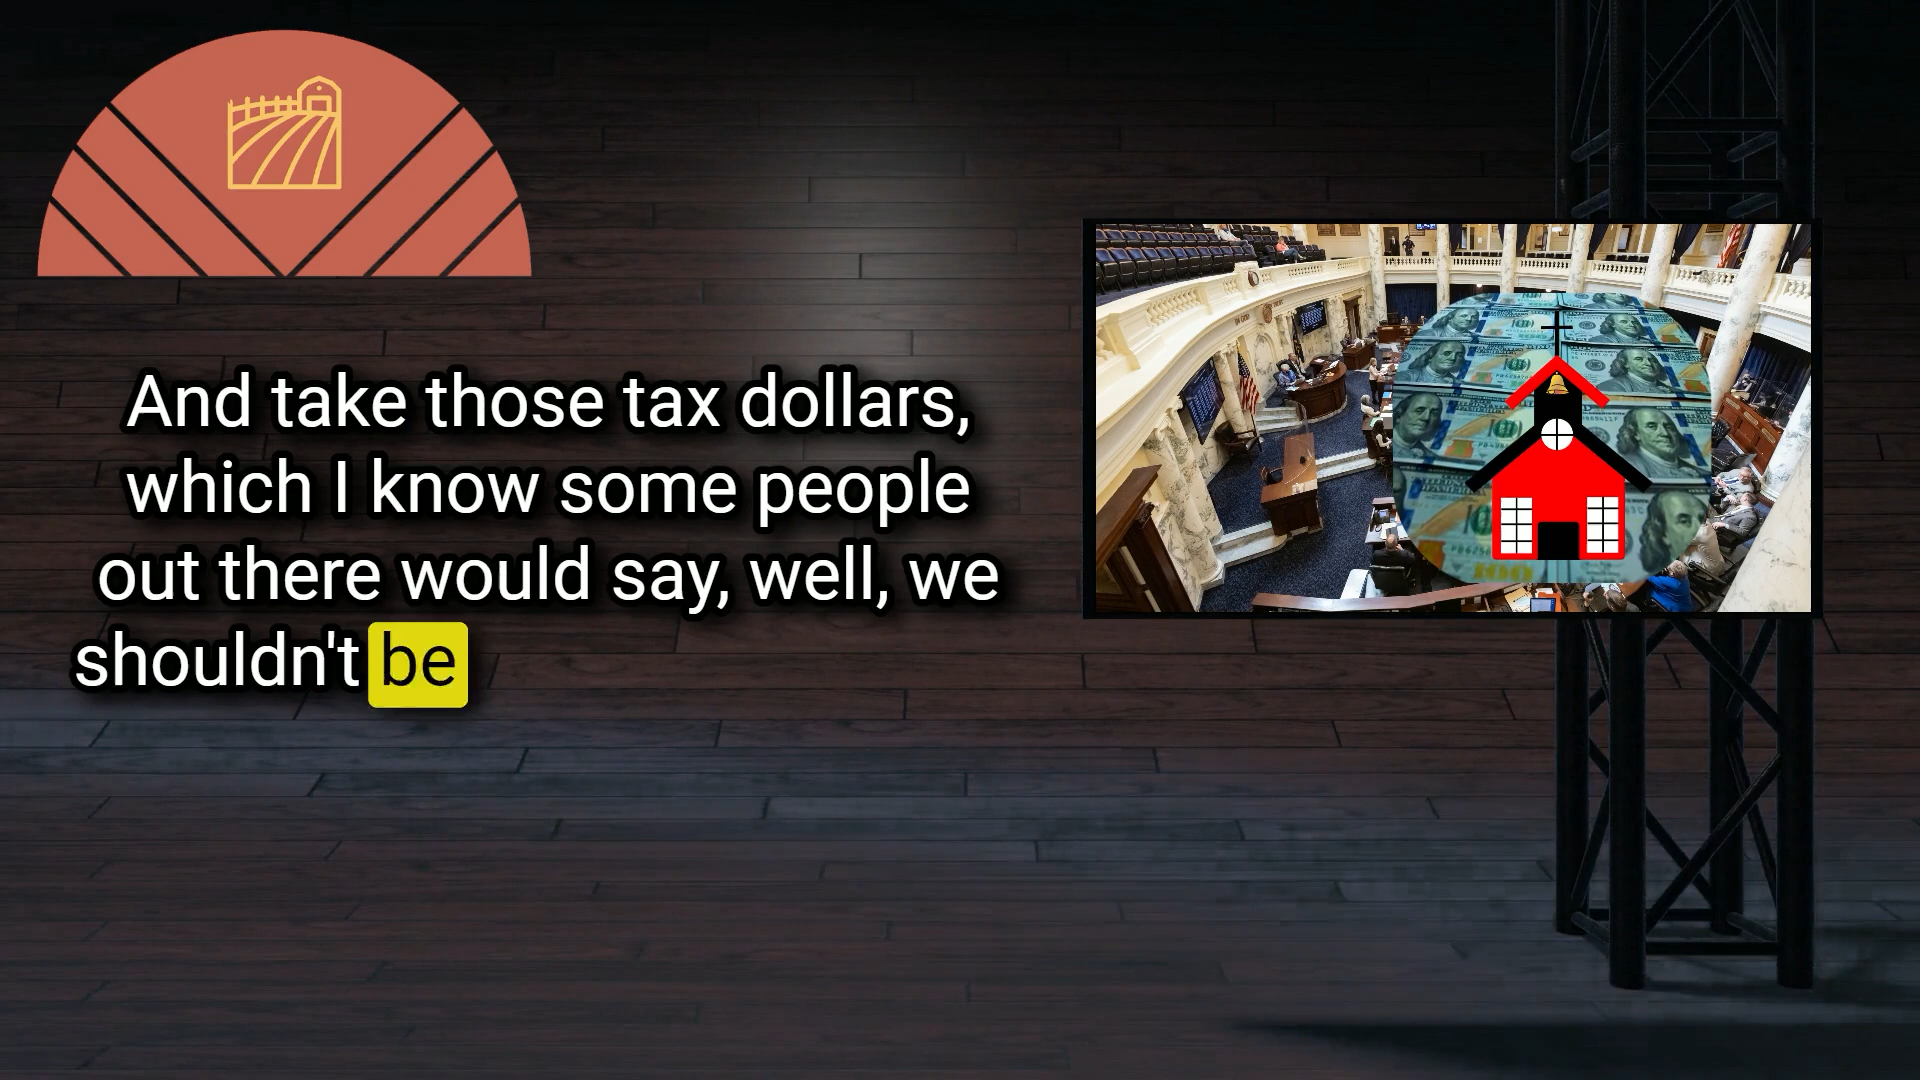 And take those tax dollars,
which I know some people
out there would say, well, we
shouldn't be